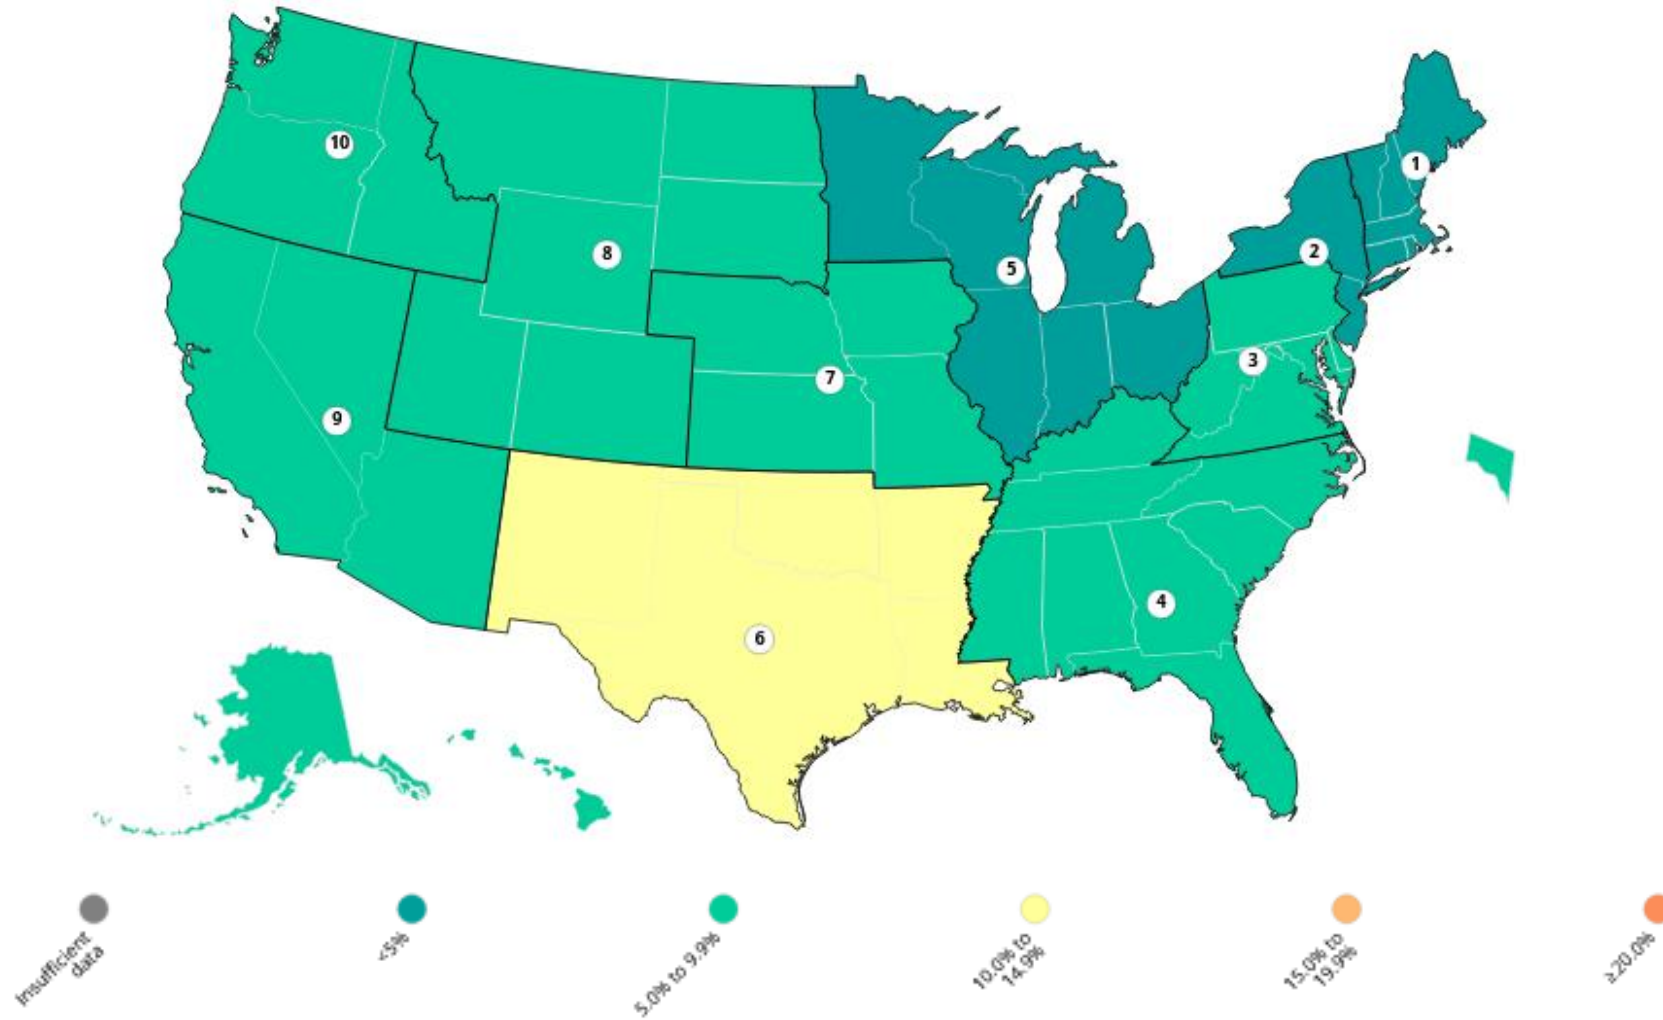 10
1
8
2
5
3
7
9
4
6
Insufficient
data
<5%
5.0% to 9.9%
10.0% to
14.9%
15.0% to
19.9%
≥20.0%